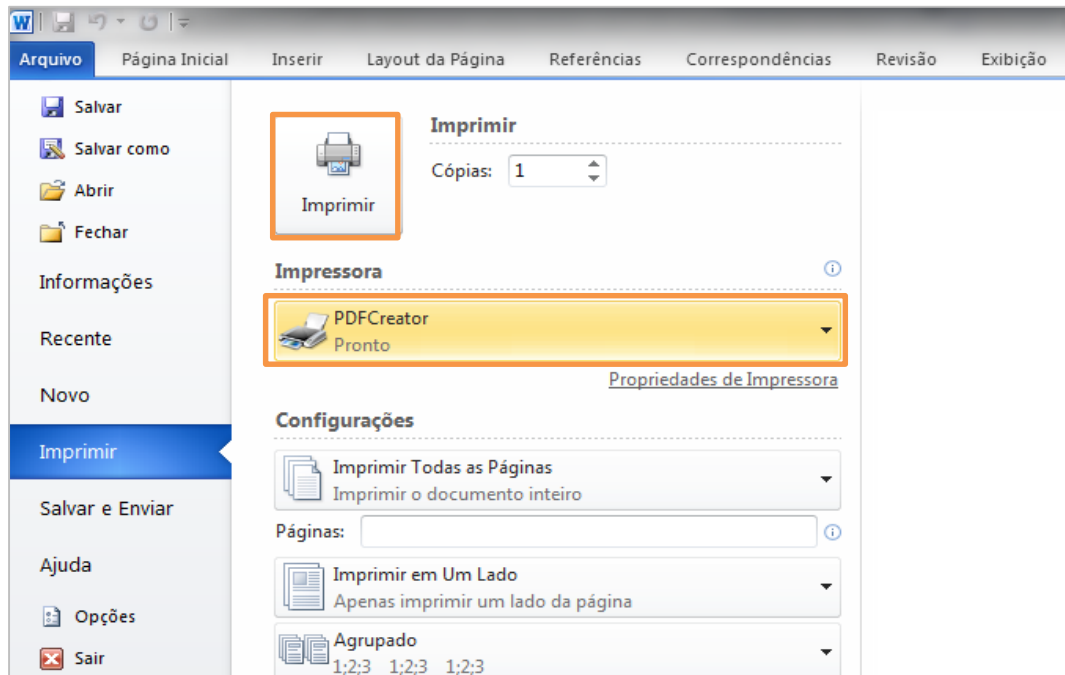 W
Arquivo Página Inicial Inserir Layout da Página Referências Correspondências Revisão Exibição
Salvar
Salvar como
Abrir
Fechar
Informações
Recente
Novo
Imprimir
Salvar e Enviar
Ajuda
Opções
Sair
Imprimir
Imprimir
Cópias: 1
Impressora
PDFCreator
Pronto
Propriedades de Impressora
Configurações
Imprimir Todas as Páginas
Imprimir o documento inteiro
Páginas:
Imprimir em Um Lado
Apenas imprimir um lado da página
Agrupado
1;2;3 1;2;3 1;2;3